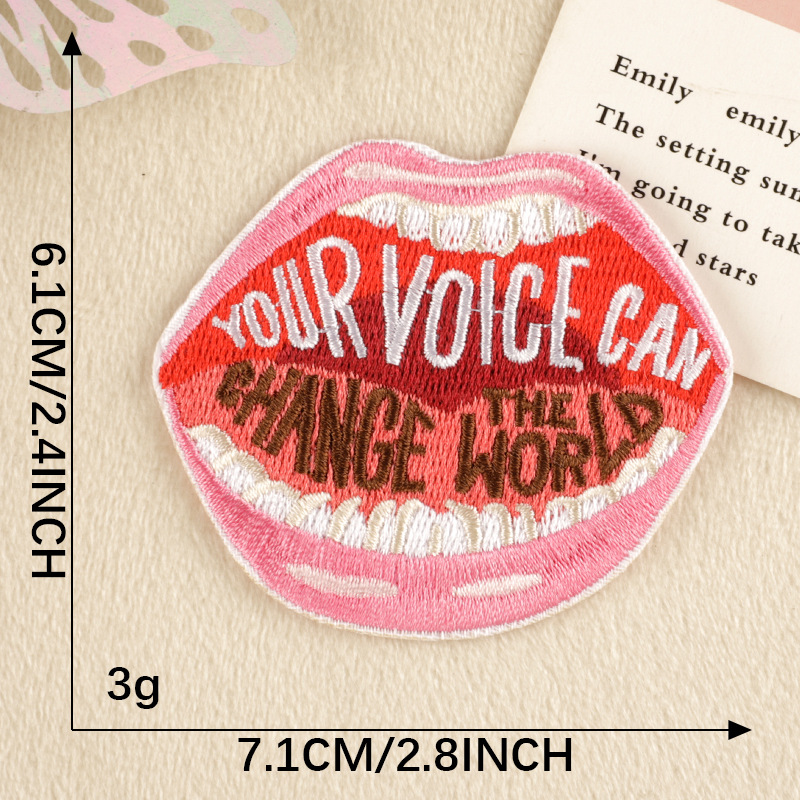 Emily emily
The setting sun
I'm going to tak
d stars
YOUR VOICE CAN
CHANGE THE
WORLD
6.1CM/2.4INCH
3g
7.1CM/2.8INCH